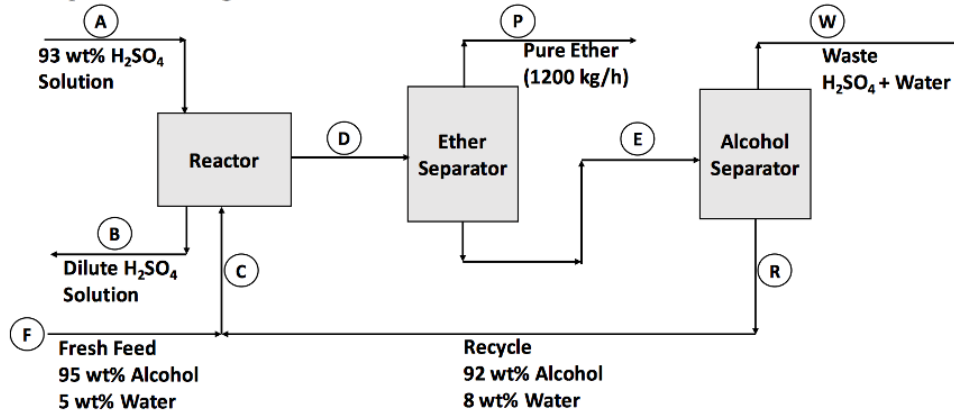 A
93 wt% H₂SO₄
Solution
P
Pure Ether
(1200 kg/h)
W
Waste
H₂SO₄ + Water
Reactor
D
Ether
Separator
E
Alcohol
Separator
B
Dilute H₂SO₄
Solution
C
R
F
Fresh Feed
95 wt% Alcohol
5 wt% Water
Recycle
92 wt% Alcohol
8 wt% Water